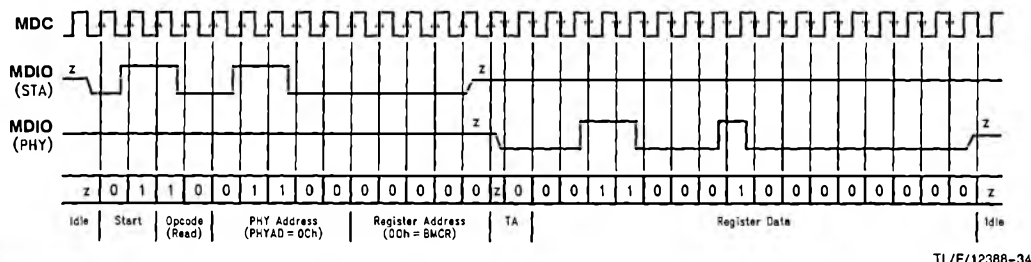 MDC
MDIO
(STA)
z
z
MDIO
(PHY)
z
z
z 0 1 1 0 0 1 1 0 0 0 0 0 0 0 z 0 0 0 1 1 0 0 0 1 0 0 0 0 0 0 0 0 z
Idle Start Opcode PHY Address Register Address TA Register Data Idle
(Read) (PHYAD = 0Ch) (00h = BMCR)
TL/F/12388-34